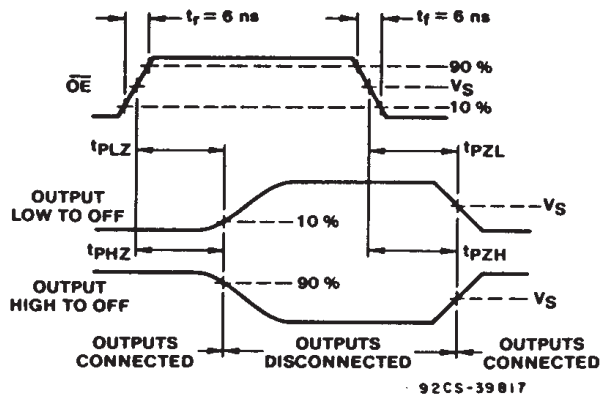 tr = 6 ns
tf = 6 ns
OE
90 %
VS
10 %
tPLZ
tPZL
OUTPUT
LOW TO OFF
10 %
VS
tPHZ
tPZH
OUTPUT
HIGH TO OFF
90 %
VS
OUTPUTS
CONNECTED
OUTPUTS
DISCONNECTED
OUTPUTS
CONNECTED
92CS-39817